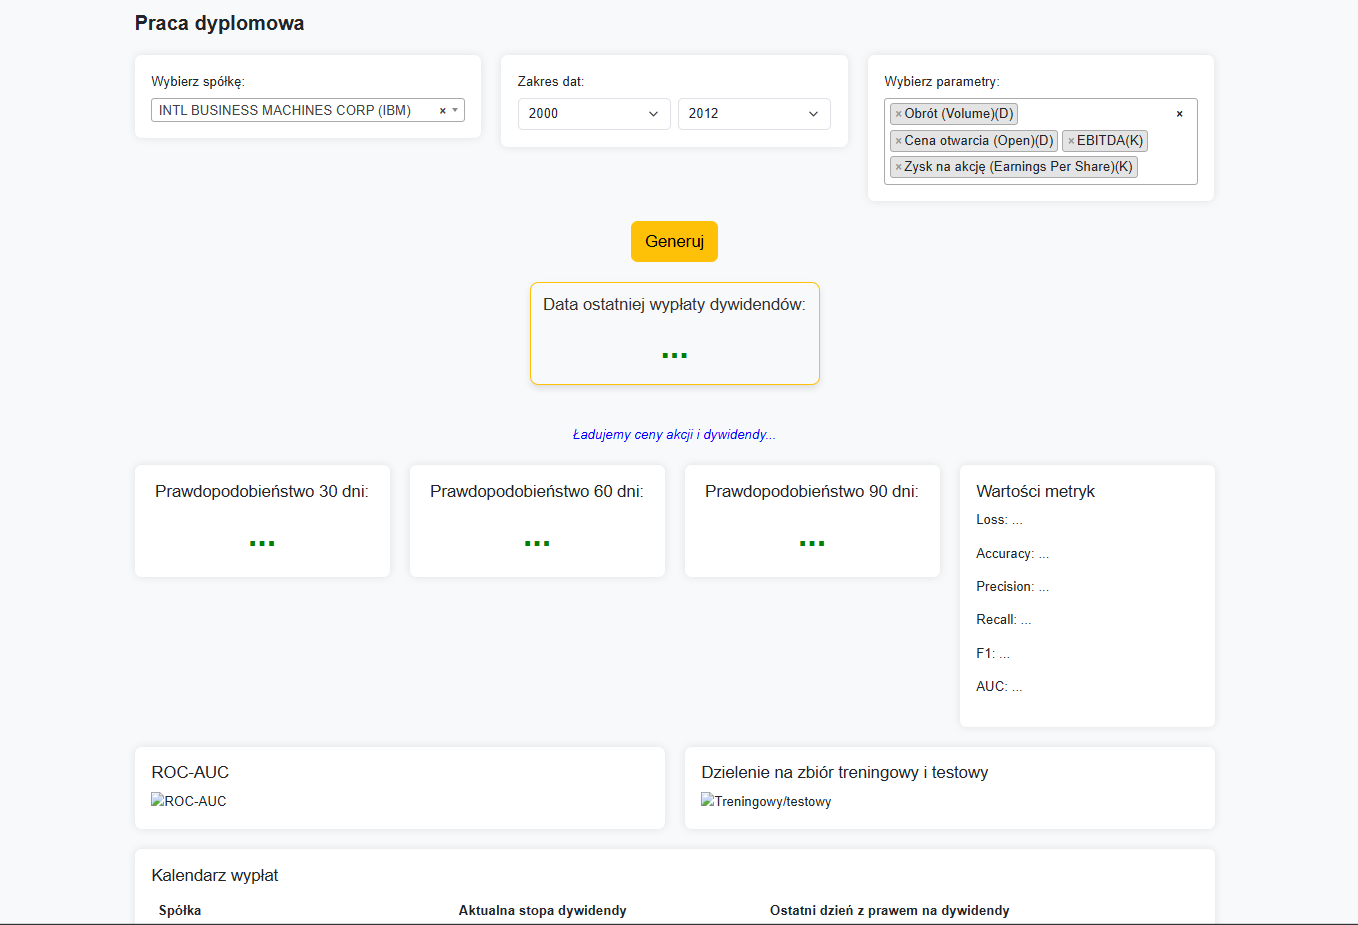 Praca dyplomowa
Wybierz spółkę:
INTL BUSINESS MACHINES CORP (IBM) ×
Zakres dat:
2000
2012
Wybierz parametry:
× Obrót (Volume)(D) ×
× Cena otwarcia (Open)(D) × EBITDA(K)
× Zysk na akcję (Earnings Per Share)(K)
Generuj
Data ostatniej wypłaty dywidendów:
...
Ładujemy ceny akcji i dywidendy...
Prawdopodobieństwo 30 dni:
...
Prawdopodobieństwo 60 dni:
...
Prawdopodobieństwo 90 dni:
...
Wartości metryk
Loss: ...
Accuracy: ...
Precision: ...
Recall: ...
F1: ...
AUC: ...
ROC-AUC
ROC-AUC
Dzielenie na zbiór treningowy i testowy
Treningowy/testowy
Kalendarz wypłat
Spółka Aktualna stopa dywidendy Ostatni dzień z prawem na dywidendy